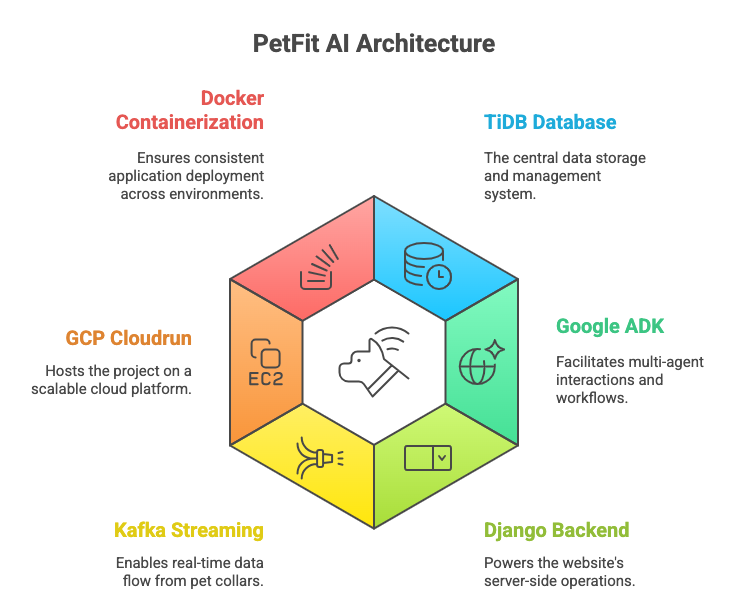 PetFit AI Architecture
Docker
Containerization
Ensures consistent
application deployment
across environments.
TiDB Database
The central data storage
and management
system.
GCP Cloudrun
Hosts the project on a
scalable cloud platform.
EC2
Google ADK
Facilitates multi-agent
interactions and
workflows.
Kafka Streaming
Enables real-time data
flow from pet collars.
Django Backend
Powers the website's
server-side operations.